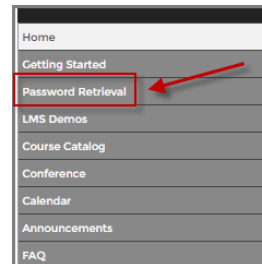 Home
Getting Started
Password Retrieval
LMS Demos
Course Catalog
Conference
Calendar
Announcements
FAQ